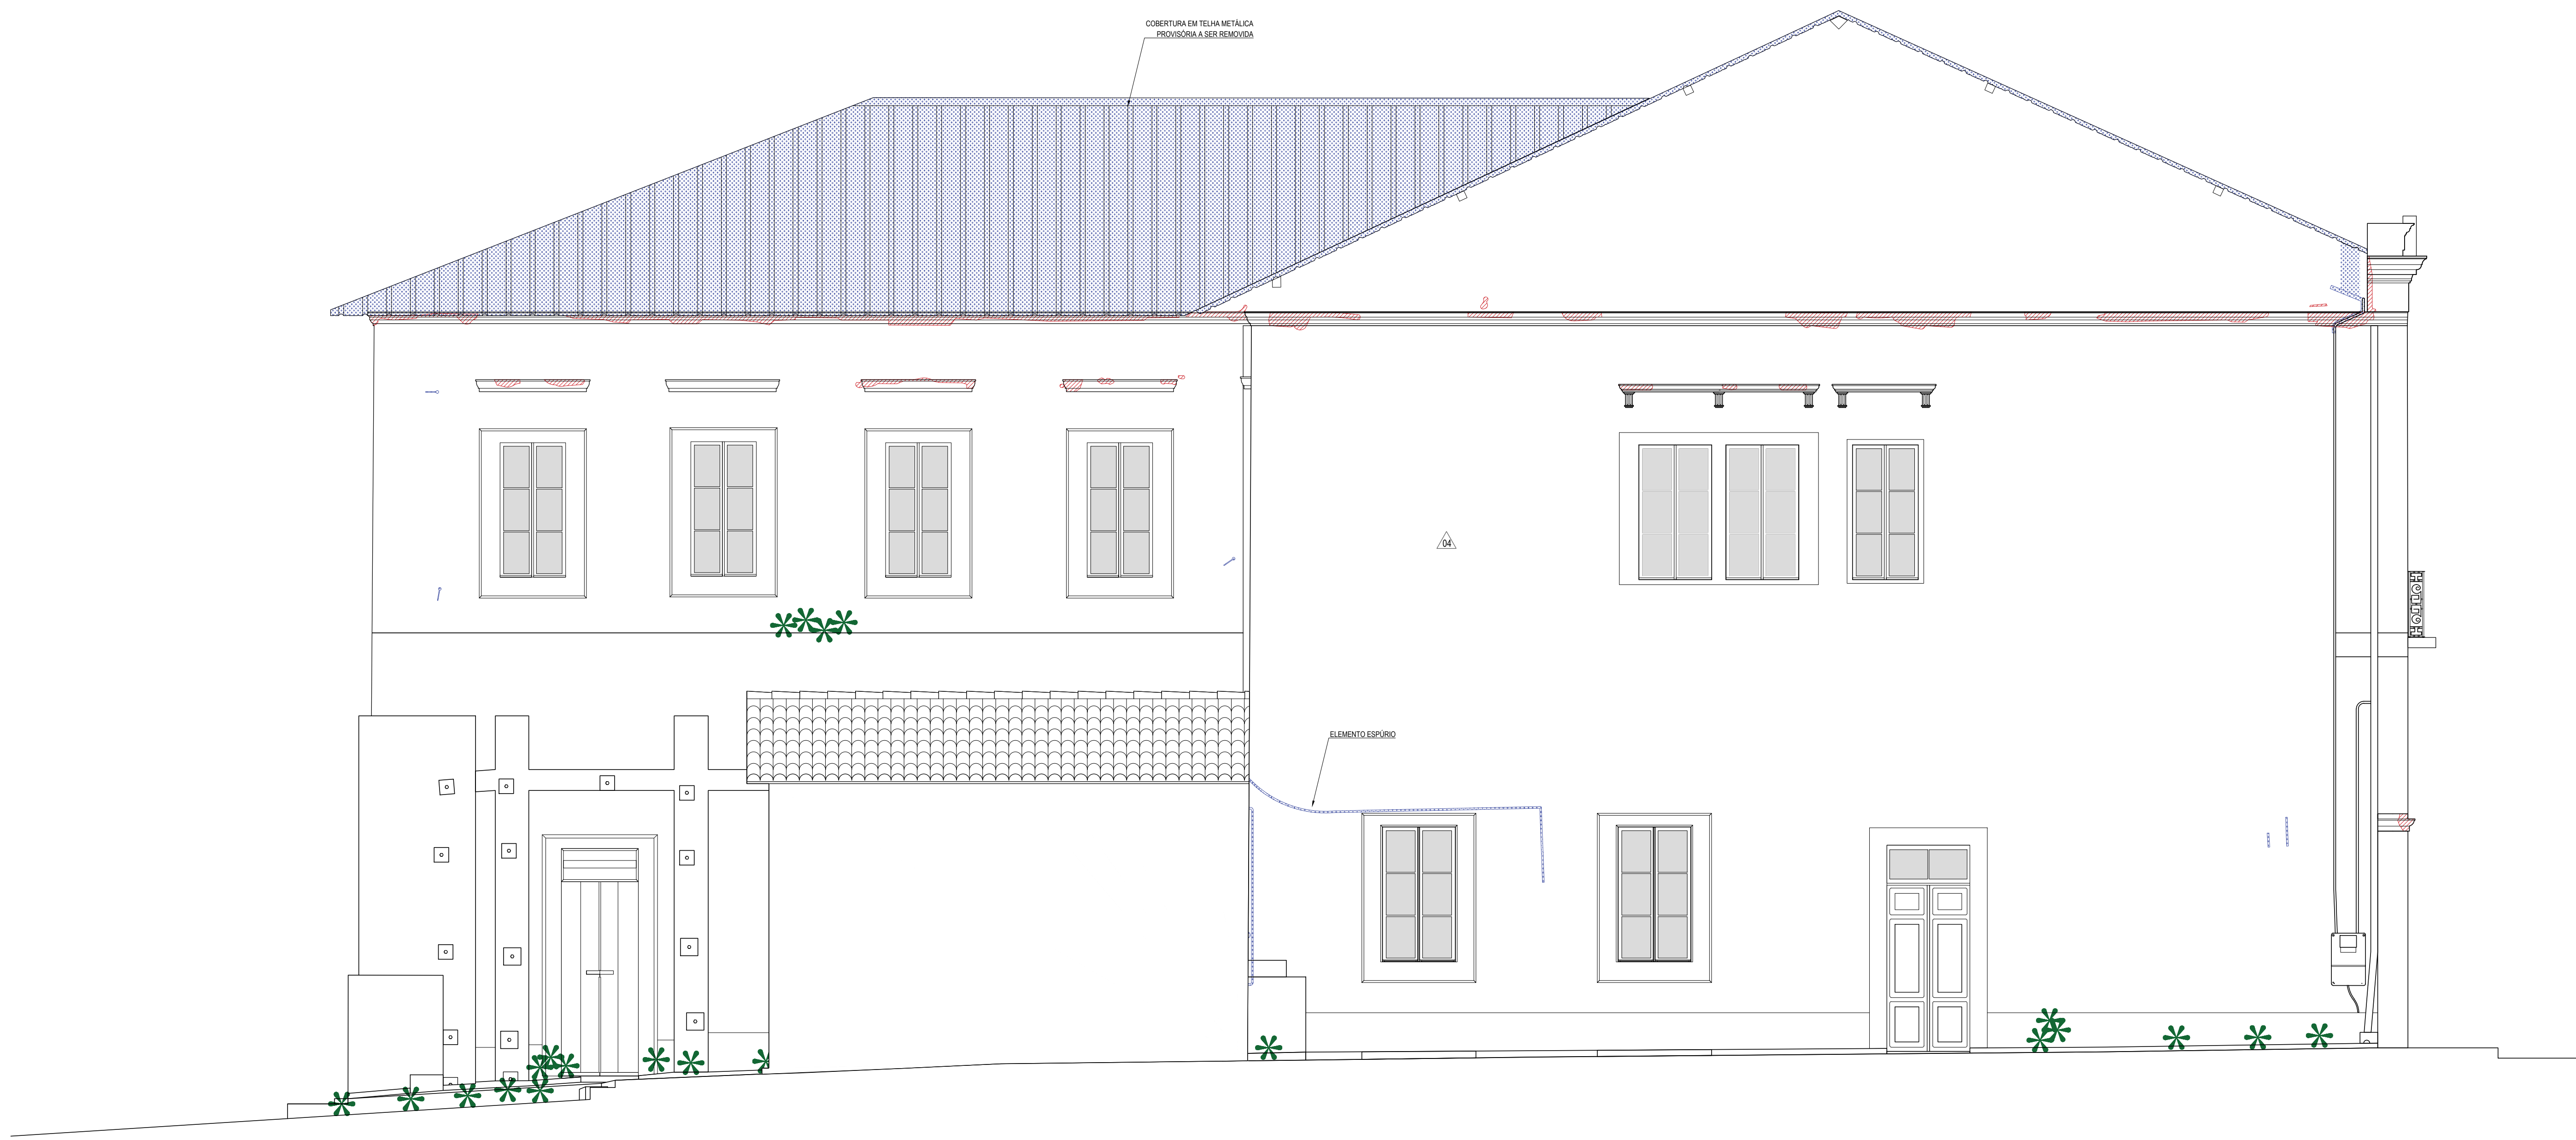 COBERTURA EM TELHA METÁLICA
PROVISÓRIA A SER REMOVIDA
04
ELEMENTO ESPÚRIO